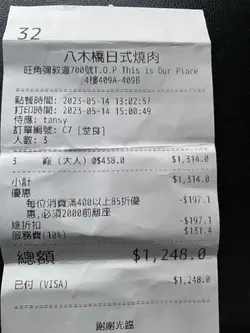 32
八木橋日式燒肉
旺角彌敦道700號T.O.P This is Our Place
4樓409A-409B
點餐時間: 2023-05-14 13:02:57
打印時間: 2023-05-14 15:00:49
侍應: tansy
訂單編號: C7 [堂食]
人數: 3
3 (大人) @$438.0 $1,314.0
小計 $1,314.0
優惠
每位消費滿400以上85折優惠,必須2000前離座 -$197.1
總折扣 -$197.1
服務費(10%) $131.4
總額 $1,248.0
已付 (VISA) $1,248.0
謝謝光臨